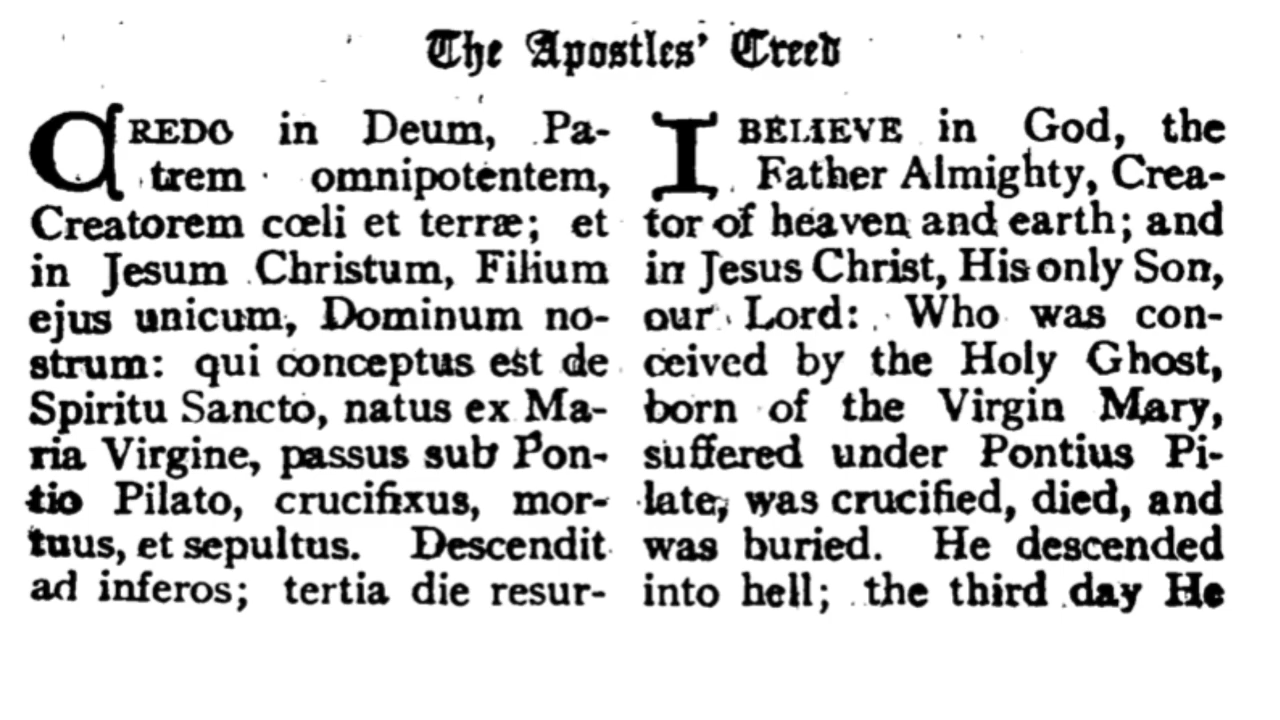 The Apostles' Creed
CREDO in Deum, Pa-
trem omnipotentem,
Creatorem cœli et terræ; et
in Jesum Christum, Filium
ejus unicum, Dominum no-
strum: qui conceptus est de
Spiritu Sancto, natus ex Ma-
ria Virgine, passus sub Pon-
tio Pilato, crucifixus, mor-
tuus, et sepultus. Descendit
ad inferos; tertia die resur-
I BELIEVE in God, the
Father Almighty, Crea-
tor of heaven and earth; and
in Jesus Christ, His only Son,
our Lord: Who was con-
ceived by the Holy Ghost,
born of the Virgin Mary,
suffered under Pontius Pi-
late, was crucified, died, and
was buried. He descended
into hell; the third day He